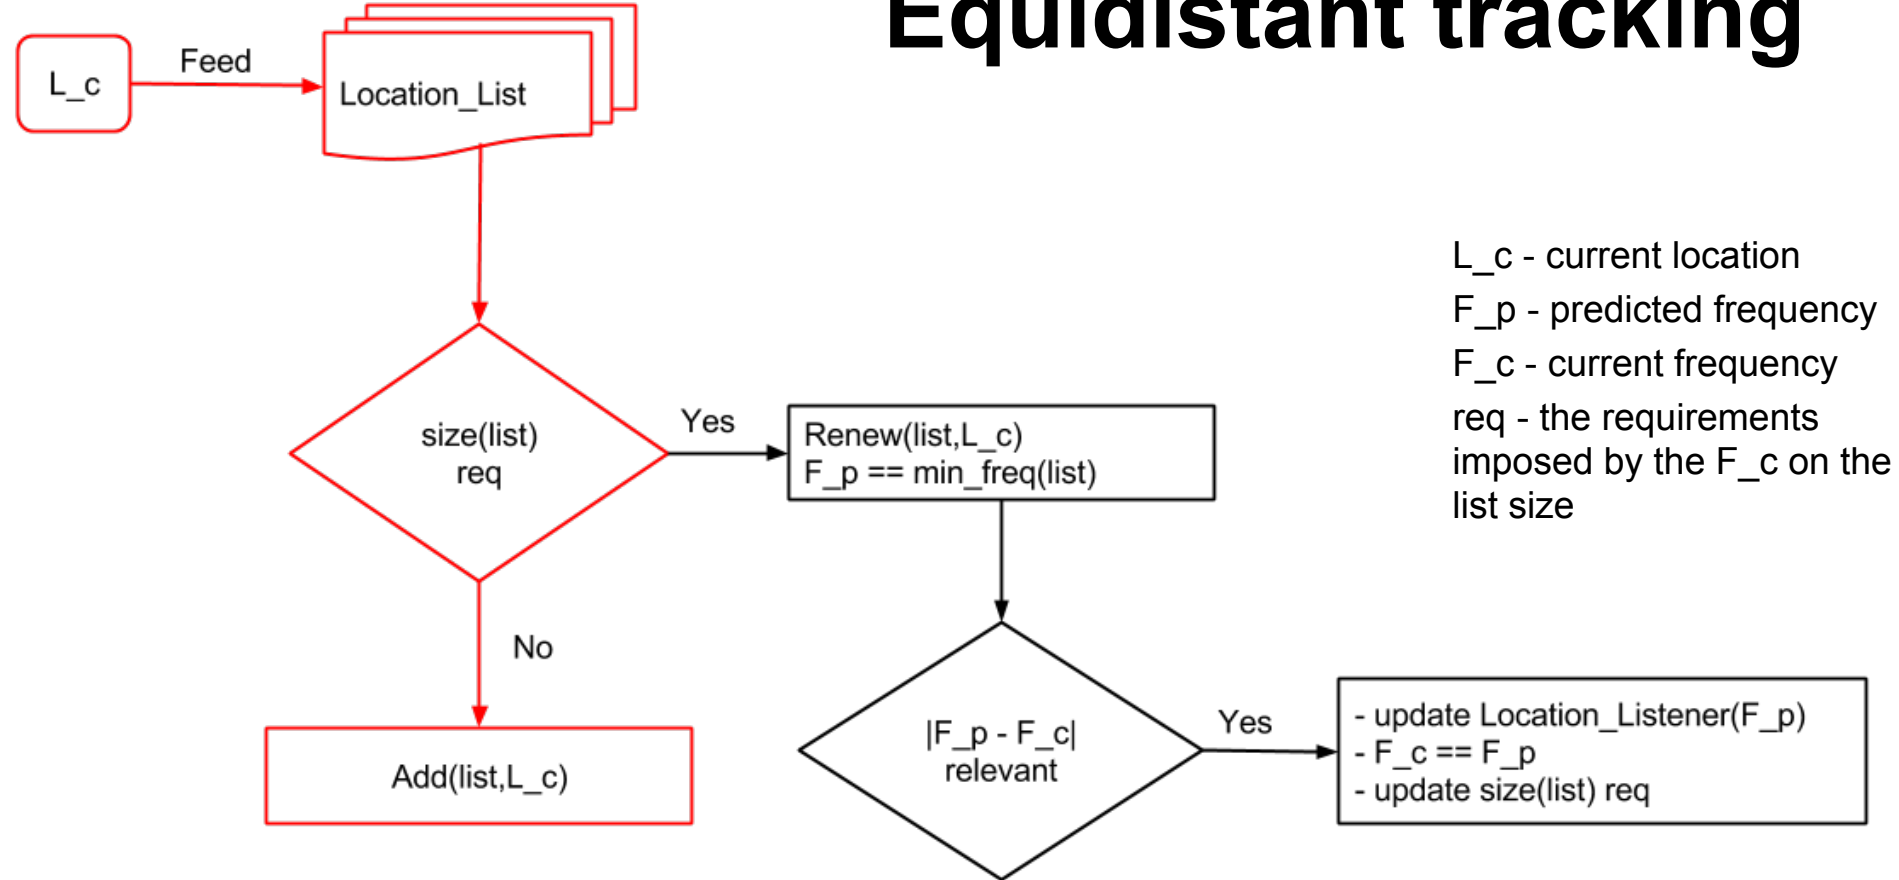 Equidistant tracking
L_c
Feed
Location_List
size(list)
req
Yes
Renew(list,L_c)
F_p == min_freq(list)
No
Add(list,L_c)
|F_p - F_c|
relevant
Yes
- update Location_Listener(F_p)
- F_c == F_p
- update size(list) req
L_c - current location
F_p - predicted frequency
F_c - current frequency
req - the requirements
imposed by the F_c on the
list size